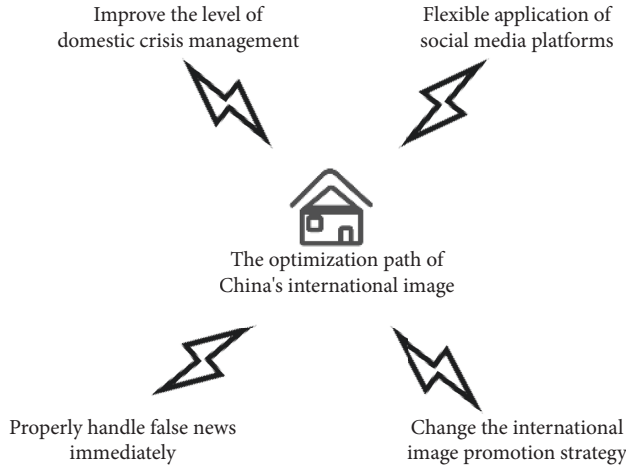 Improve the level of
domestic crisis management
Flexible application of
social media platforms
The optimization path of
China's international image
Properly handle false news
immediately
Change the international
image promotion strategy